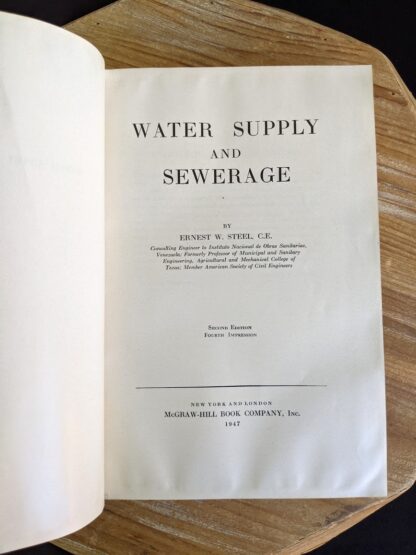 WATER SUPPLY
AND
SEWERAGE
BY
ERNEST W. STEEL, C.E.
Consulting Engineer to Instituto Nacional de Obras Sanitarias,
Venezuela; Formerly Professor of Municipal and Sanitary
Engineering, Agricultural and Mechanical College of
Texas; Member American Society of Civil Engineers
SECOND EDITION
FOURTH IMPRESSION
NEW YORK AND LONDON
McGRAW-HILL BOOK COMPANY, INC.
1947